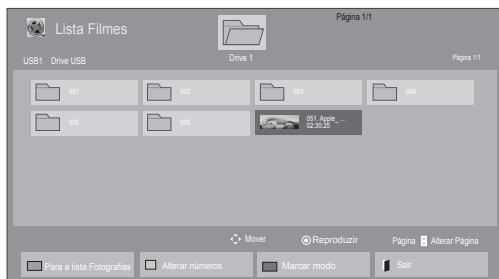 Página 1/1
Lista Filmes
Drive 1
USB1 Drive USB
Página 1/1
001
002
003
004
005
006
051. Apple_ ...
02:30:25
Mover
Reproduzir
Página
Alterar Página
Para a lista Fotografias
Alterar números
Marcar modo
Sair